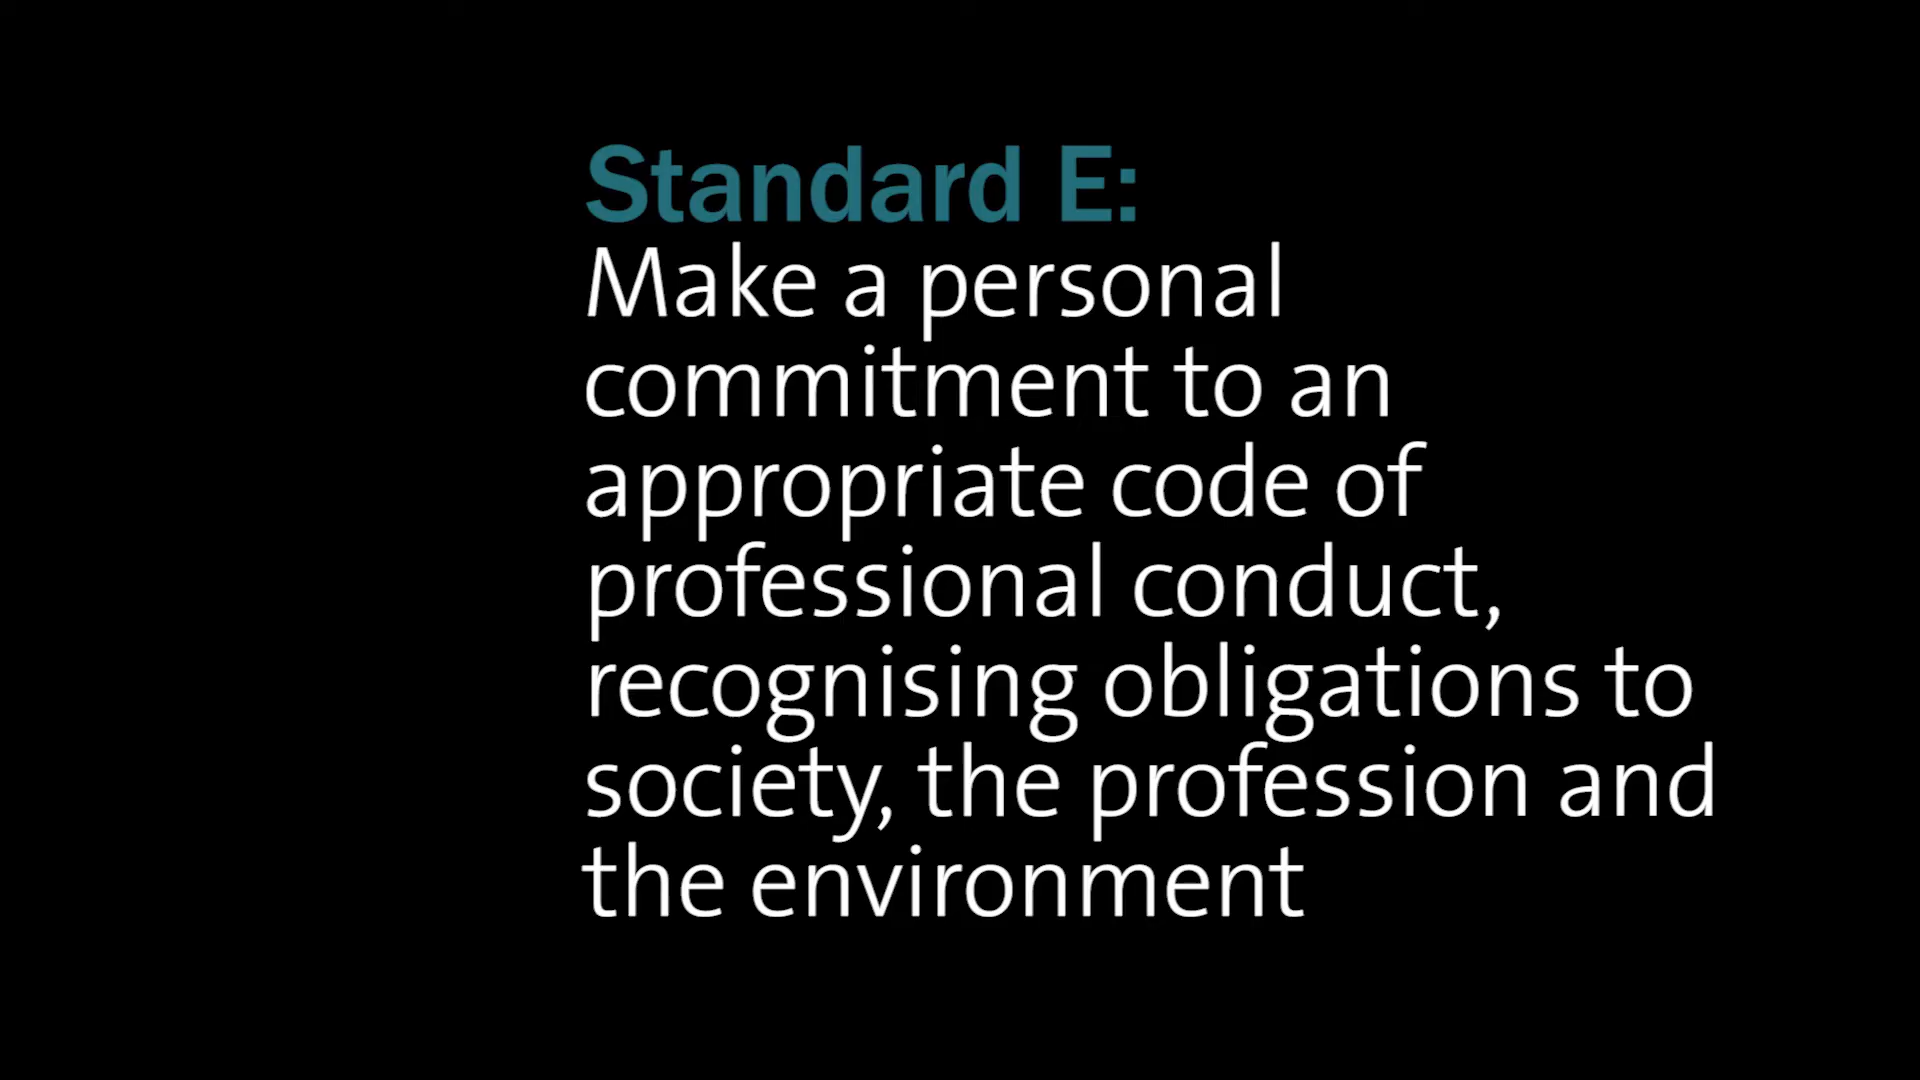 Standard E:
Make a personal
commitment to an
appropriate code of
professional conduct,
recognising obligations to
society, the profession and
the environment